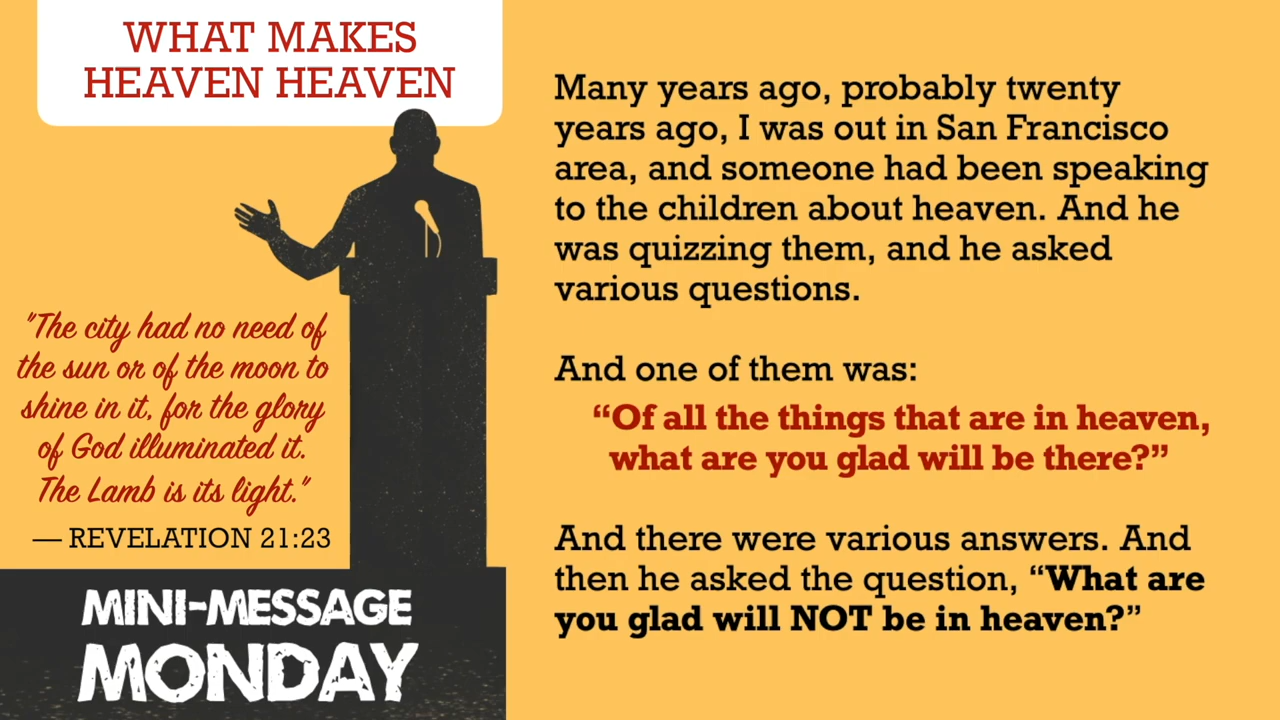 WHAT MAKES
HEAVEN HEAVEN
"The city had no need of
the sun or of the moon to
shine in it, for the glory
of God illuminated it.
The Lamb is its light."
— REVELATION 21:23
MINI-MESSAGE
MONDAY
Many years ago, probably twenty
years ago, I was out in San Francisco
area, and someone had been speaking
to the children about heaven. And he
was quizzing them, and he asked
various questions.
And one of them was:
“Of all the things that are in heaven,
what are you glad will be there?”
And there were various answers. And
then he asked the question, “What are
you glad will NOT be in heaven?”